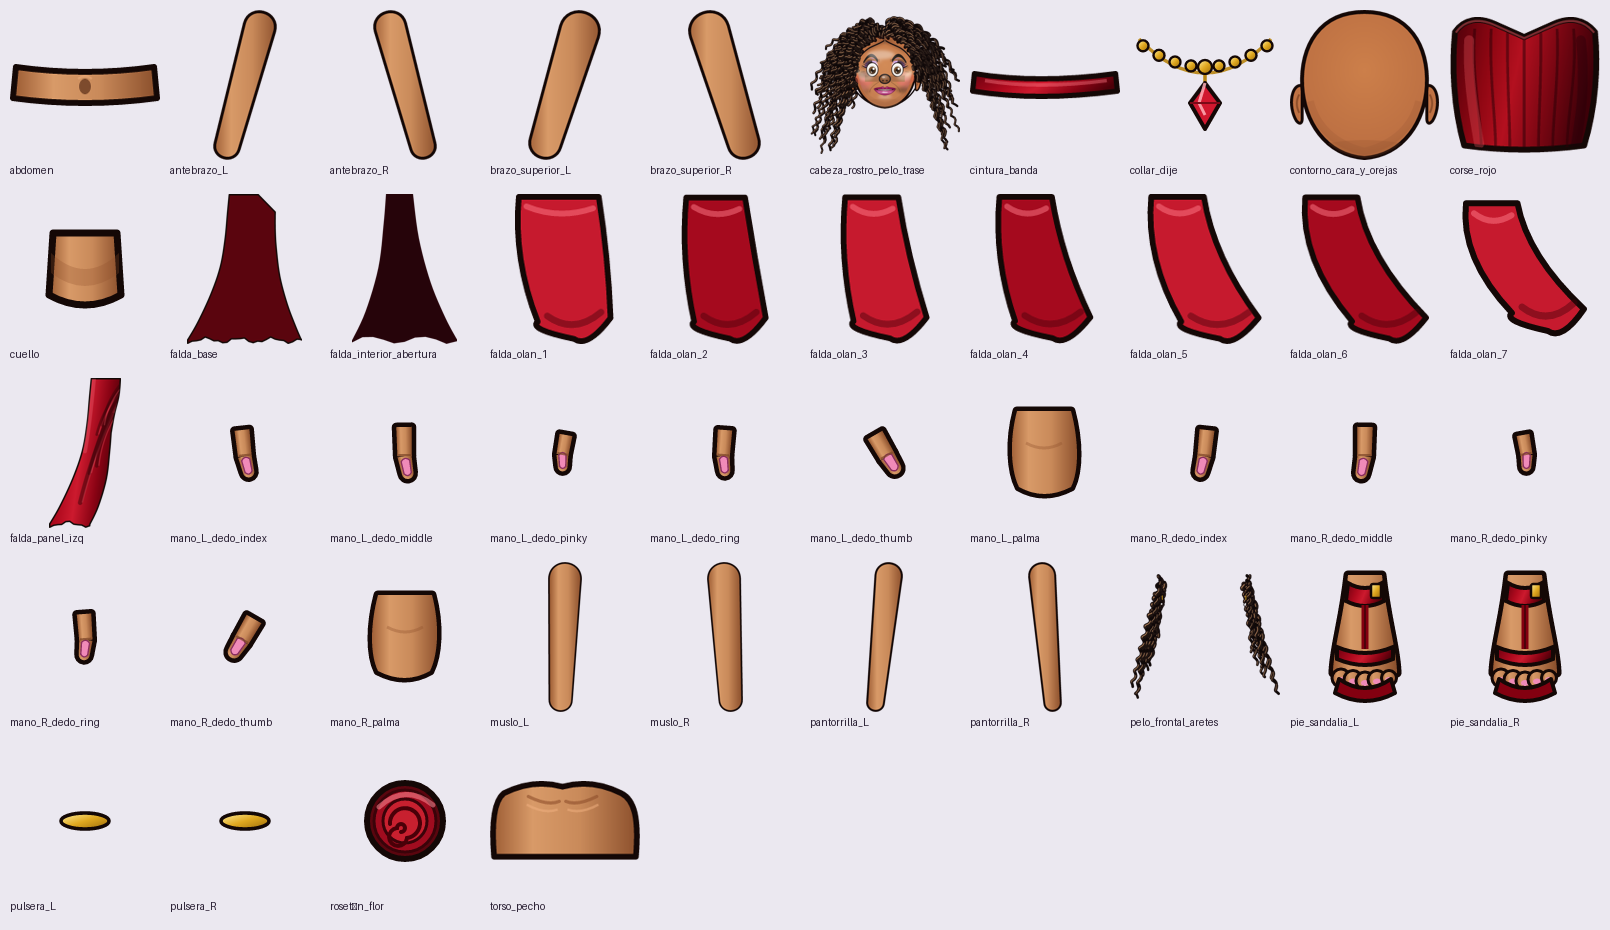 abdomen
antebrazo_L
antebrazo_R
brazo_superior_L
brazo_superior_R
cabeza_rostro_pelo_trase
cintura_banda
collar_dije
contorno_cara_y_orejas
corse_rojo
cuello
falda_base
falda_interior_abertura
falda_olan_1
falda_olan_2
falda_olan_3
falda_olan_4
falda_olan_5
falda_olan_6
falda_olan_7
falda_panel_izq
mano_L_dedo_index
mano_L_dedo_middle
mano_L_dedo_pinky
mano_L_dedo_ring
mano_L_dedo_thumb
mano_L_palma
mano_R_dedo_index
mano_R_dedo_middle
mano_R_dedo_pinky
mano_R_dedo_ring
mano_R_dedo_thumb
mano_R_palma
muslo_L
muslo_R
pantorrilla_L
pantorrilla_R
pelo_frontal_aretes
pie_sandalia_L
pie_sandalia_R
pulsera_L
pulsera_R
roset▯n_flor
torso_pecho